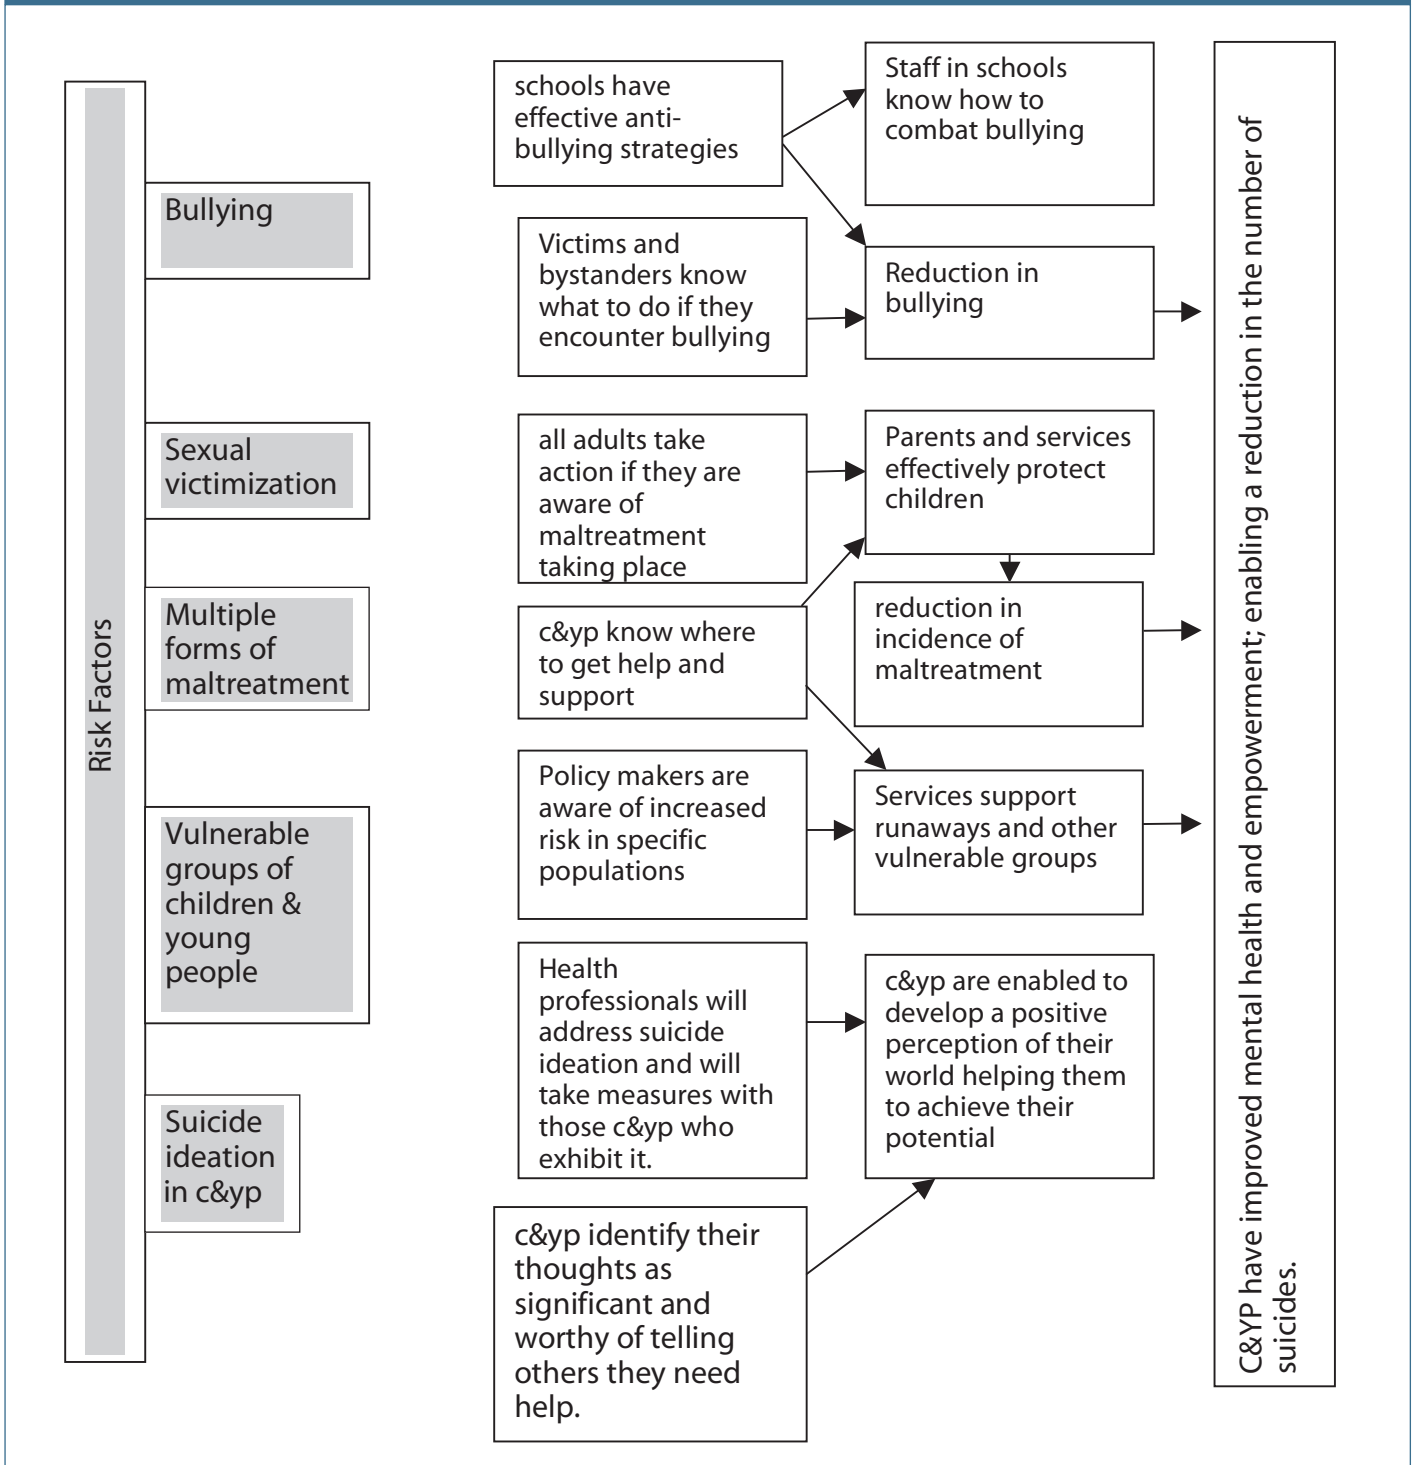 Risk Factors
Bullying
Sexual
victimization
Multiple
forms of
maltreatment
Vulnerable
groups of
children &
young
people
Suicide
ideation
in c&yp
schools have
effective anti-
bullying strategies
Victims and
bystanders know
what to do if they
encounter bullying
all adults take
action if they are
aware of
maltreatment
taking place
c&yp know where
to get help and
support
Policy makers are
aware of increased
risk in specific
populations
Health
professionals will
address suicide
ideation and will
take measures with
those c&yp who
exhibit it.
c&yp identify their
thoughts as
significant and
worthy of telling
others they need
help.
Staff in schools
know how to
combat bullying
Reduction in
bullying
Parents and services
effectively protect
children
reduction in
incidence of
maltreatment
Services support
runaways and other
vulnerable groups
c&yp are enabled to
develop a positive
perception of their
world helping them
to achieve their
potential
C&YP have improved mental health and empowerment; enabling a reduction in the number of
suicides.